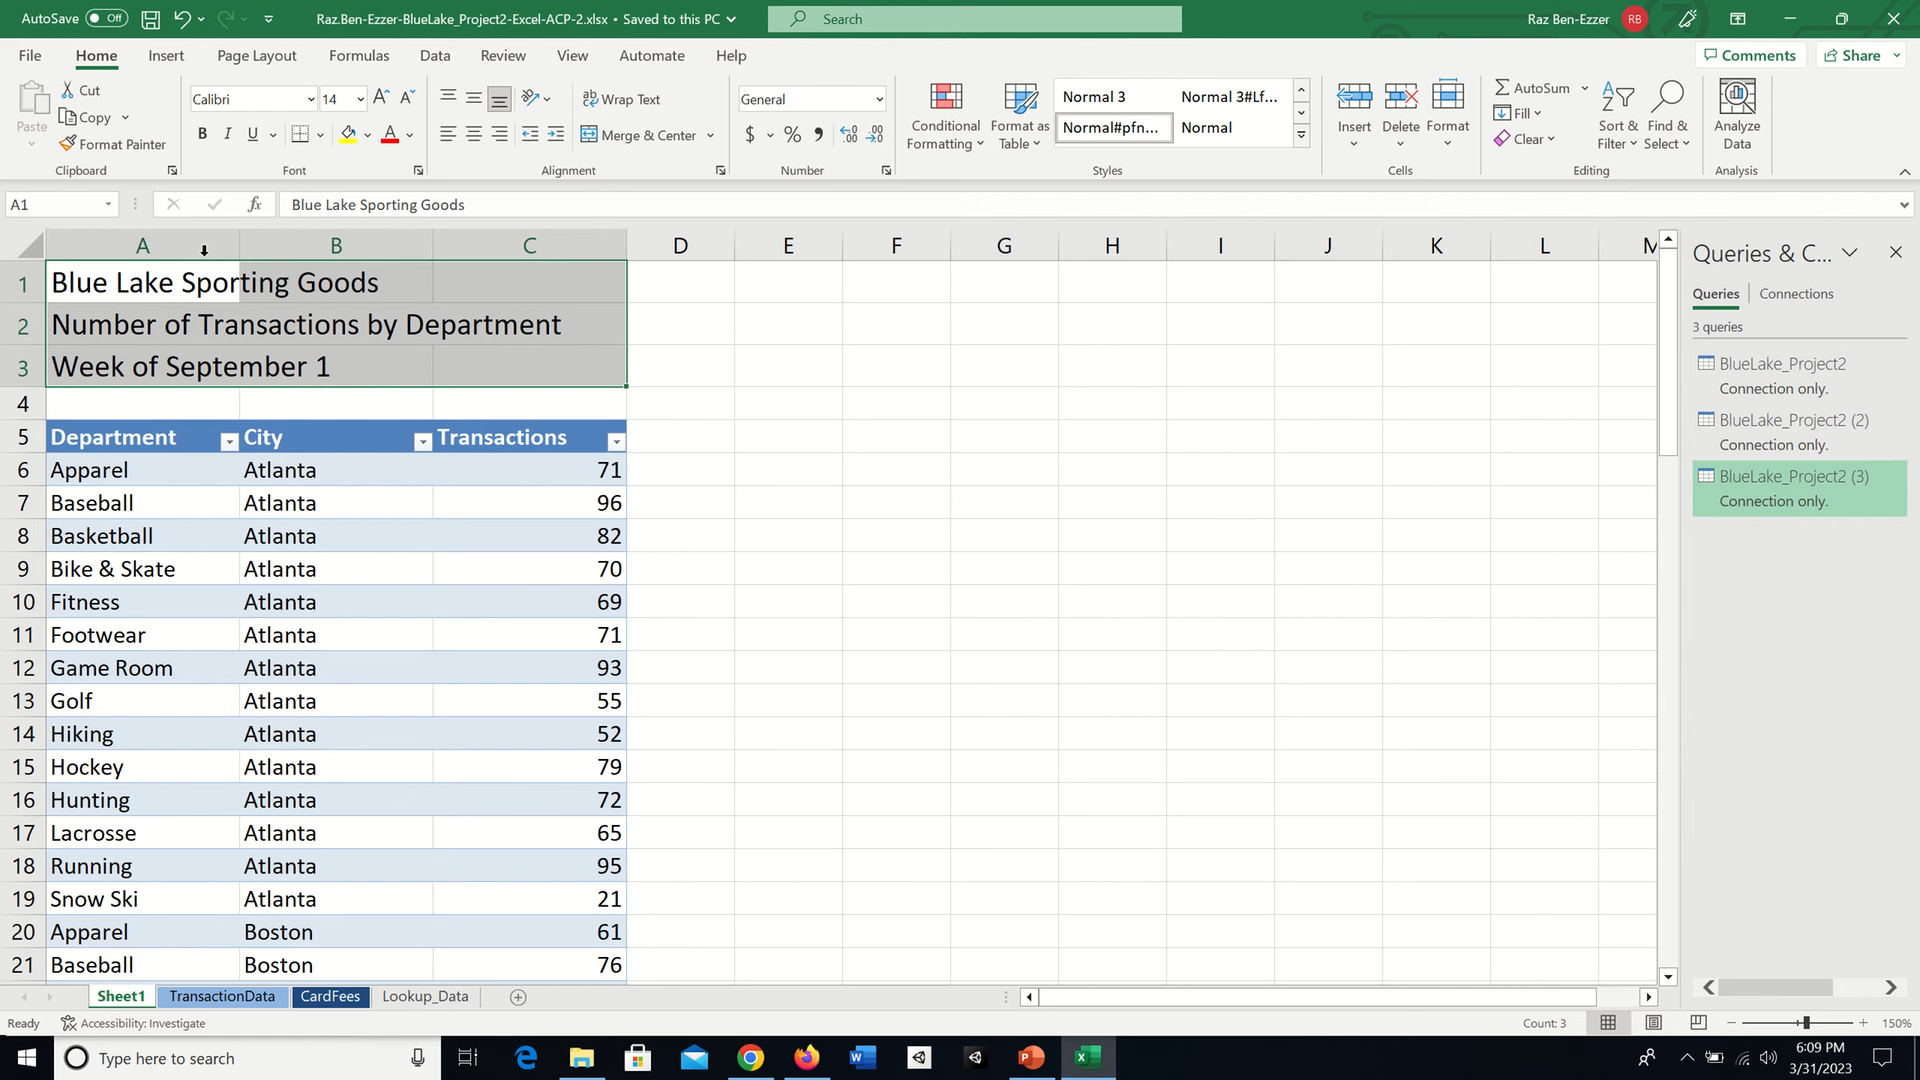 AutoSave Off Raz.Ben-Ezzer-BlueLake_Project2-Excel-ACP-2.xlsx • Saved to this PC Search Raz Ben-Ezzer RB
File Home Insert Page Layout Formulas Data Review View Automate Help Comments Share
Paste Cut Calibri 14 Wrap Text General Conditional Formatting Format as Table Normal 3 Normal 3#Lf... Insert Delete Format AutoSum Sort & Filter Find & Select Analyze Data
Copy B I U Merge & Center $ % Normal#pfn... Normal Fill
Format Painter Clear
Clipboard Font Alignment Number Styles Cells Editing Analysis
A1 fx Blue Lake Sporting Goods
A B C D E F G H I J K L M
1 Blue Lake Sporting Goods
2 Number of Transactions by Department
3 Week of September 1
4
5 Department City Transactions
6 Apparel Atlanta 71
7 Baseball Atlanta 96
8 Basketball Atlanta 82
9 Bike & Skate Atlanta 70
10 Fitness Atlanta 69
11 Footwear Atlanta 71
12 Game Room Atlanta 93
13 Golf Atlanta 55
14 Hiking Atlanta 52
15 Hockey Atlanta 79
16 Hunting Atlanta 72
17 Lacrosse Atlanta 65
18 Running Atlanta 95
19 Snow Ski Atlanta 21
20 Apparel Boston 61
21 Baseball Boston 76
Queries & C...
Queries Connections
3 queries
BlueLake_Project2
Connection only.
BlueLake_Project2 (2)
Connection only.
BlueLake_Project2 (3)
Connection only.
Sheet1 TransactionData CardFees Lookup_Data
Ready Accessibility: Investigate Count: 3 150%
Type here to search
6:09 PM
3/31/2023